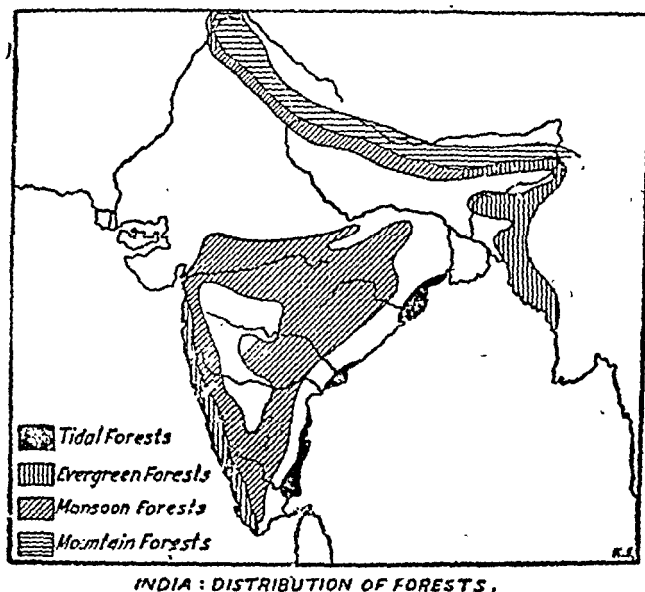 Tidal Forests
Evergreen Forests
Monsoon Forests
Mountain Forests
K.S.
INDIA : DISTRIBUTION OF FORESTS.